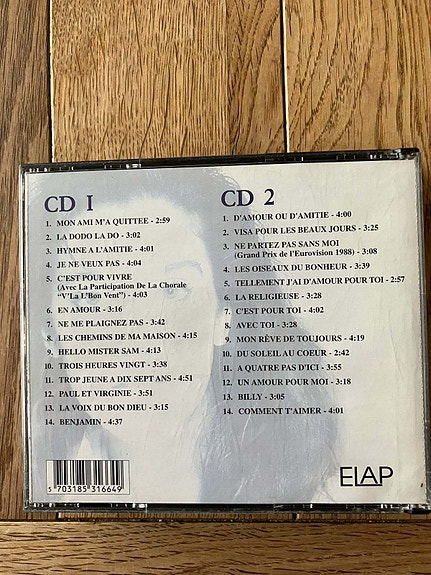 CD 1
1. MON AMI M'A QUITTEE - 2:59
2. LA DODO LA DO - 3:02
3. HYMNE A L'AMITIE - 4:01
4. JE NE VEUX PAS - 4:04
5. C'EST POUR VIVRE
(Avec La Participation De La Chorale
"V'La L'Bon Vent") - 4:03
6. EN AMOUR - 3:16
7. NE ME PLAIGNEZ PAS - 3:42
8. LES CHEMINS DE MA MAISON - 4:15
9. HELLO MISTER SAM - 4:13
10. TROIS HEURES VINGT - 3:38
11. TROP JEUNE A DIX SEPT ANS - 4:51
12. PAUL ET VIRGINIE - 3:51
13. LA VOIX DU BON DIEU - 3:15
14. BENJAMIN - 4:37
CD 2
1. D'AMOUR OU D'AMITIE - 4:00
2. VISA POUR LES BEAUX JOURS - 3:25
3. NE PARTEZ PAS SANS MOI
(Grand Prix de l'Eurovision 1988) - 3:08
4. LES OISEAUX DU BONHEUR - 3:39
5. TELLEMENT J'AI D'AMOUR POUR TOI - 2:57
6. LA RELIGIEUSE - 3:28
7. C'EST POUR TOI - 4:02
8. AVEC TOI - 3:28
9. MON RÊVE DE TOUJOURS - 4:19
10. DU SOLEIL AU COEUR - 2:42
11. A QUATRE PAS D'ICI - 3:55
12. UN AMOUR POUR MOI - 3:18
13. BILLY - 3:05
14. COMMENT T'AIMER - 4:01
5 703185 316649
ELAP